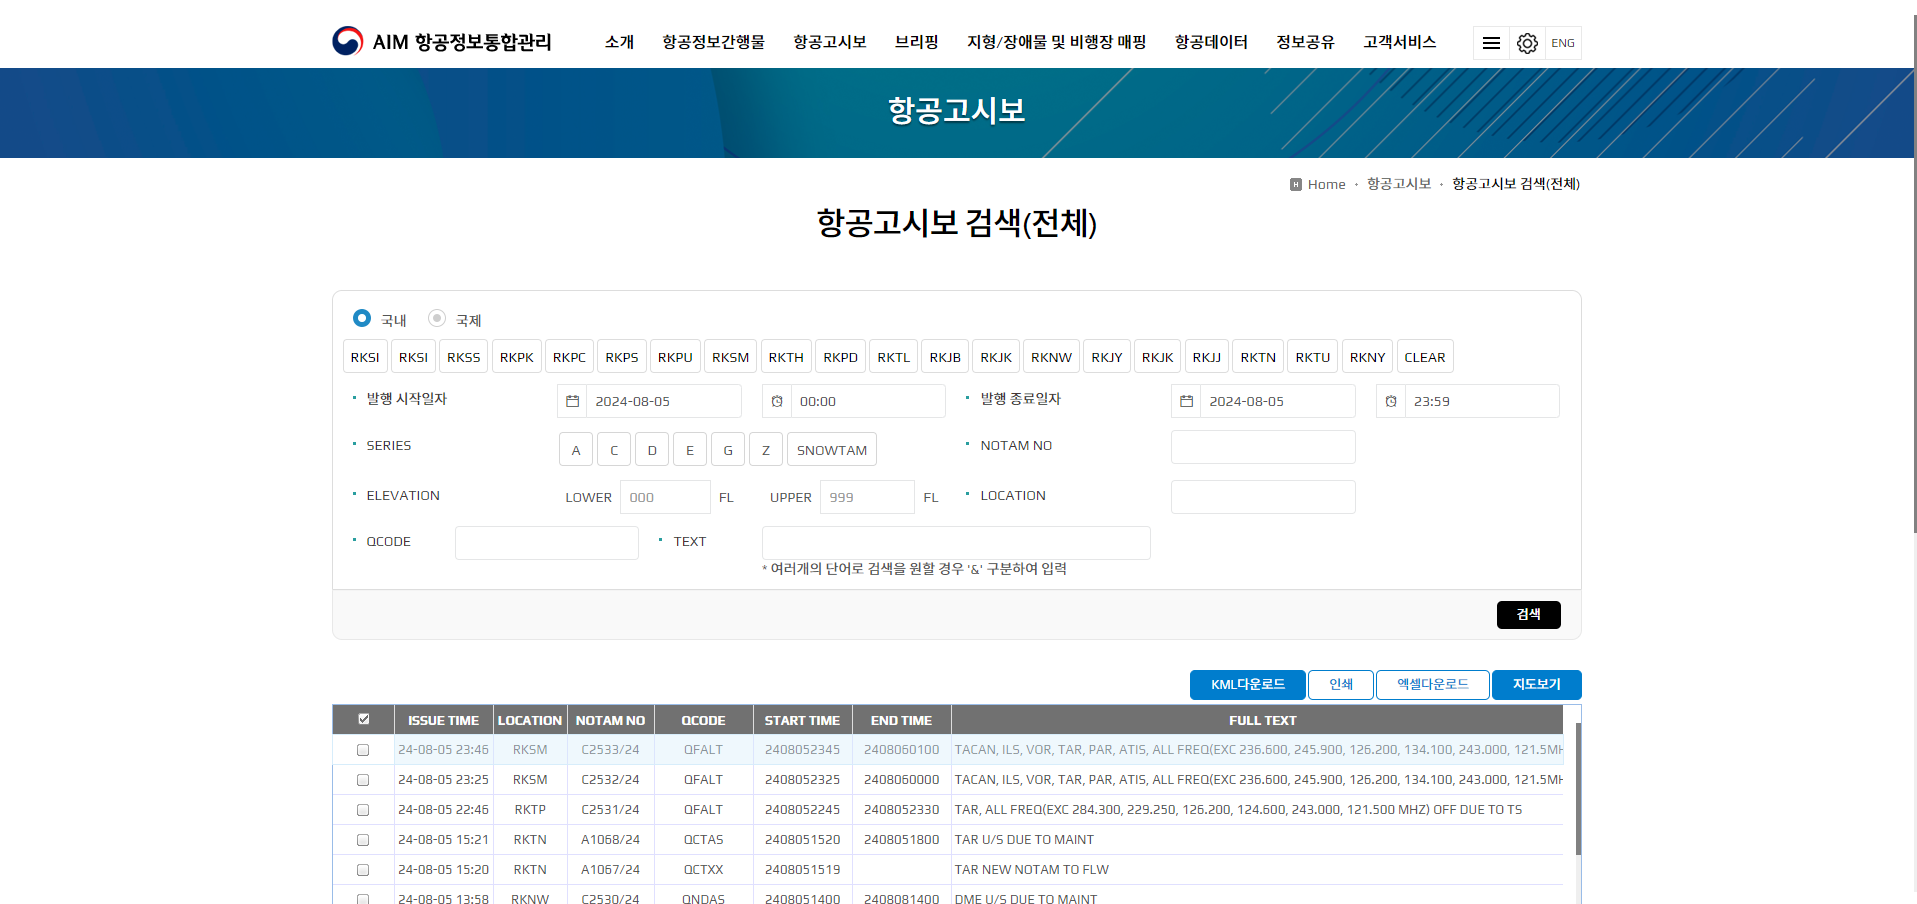 AIM 항공정보통합관리
소개 항공정보간행물 항공고시보 브리핑 지형/장애물 및 비행장 매핑 항공데이터 정보공유 고객서비스 ENG
항공고시보
H Home · 항공고시보 · 항공고시보 검색(전체)
항공고시보 검색(전체)
국내 국제
RKSI RKSI RKSS RKPK RKPC RKPS RKPU RKSM RKTH RKPD RKTL RKJB RKJK RKNW RKJY RKJK RKJJ RKTN RKTU RKNY CLEAR
발행 시작일자 2024-08-05 00:00 발행 종료일자 2024-08-05 23:59
SERIES A C D E G Z SNOWTAM NOTAM NO
ELEVATION LOWER 000 FL UPPER 999 FL LOCATION
QCODE TEXT
* 여러개의 단어로 검색을 원할 경우 '&' 구분하여 입력
검색
KML다운로드 인쇄 엑셀다운로드 지도보기
ISSUE TIME LOCATION NOTAM NO QCODE START TIME END TIME FULL TEXT
24-08-05 23:46 RKSM C2533/24 QFALT 2408052345 2408060100 TACAN, ILS, VOR, TAR, PAR, ATIS, ALL FREQ(EXC 236.600, 245.900, 126.200, 134.100, 243.000, 121.5MH
24-08-05 23:25 RKSM C2532/24 QFALT 2408052325 2408060000 TACAN, ILS, VOR, TAR, PAR, ATIS, ALL FREQ(EXC 236.600, 245.900, 126.200, 134.100, 243.000, 121.5MH
24-08-05 22:46 RKTP C2531/24 QFALT 2408052245 2408052330 TAR, ALL FREQ(EXC 284.300, 229.250, 126.200, 124.600, 243.000, 121.500 MHZ) OFF DUE TO TS
24-08-05 15:21 RKTN A1068/24 QCTAS 2408051520 2408051800 TAR U/S DUE TO MAINT
24-08-05 15:20 RKTN A1067/24 QCTXX 2408051519 TAR NEW NOTAM TO FLW
24-08-05 13:58 RKNW C2530/24 QNDAS 2408051400 2408081400 DME U/S DUE TO MAINT